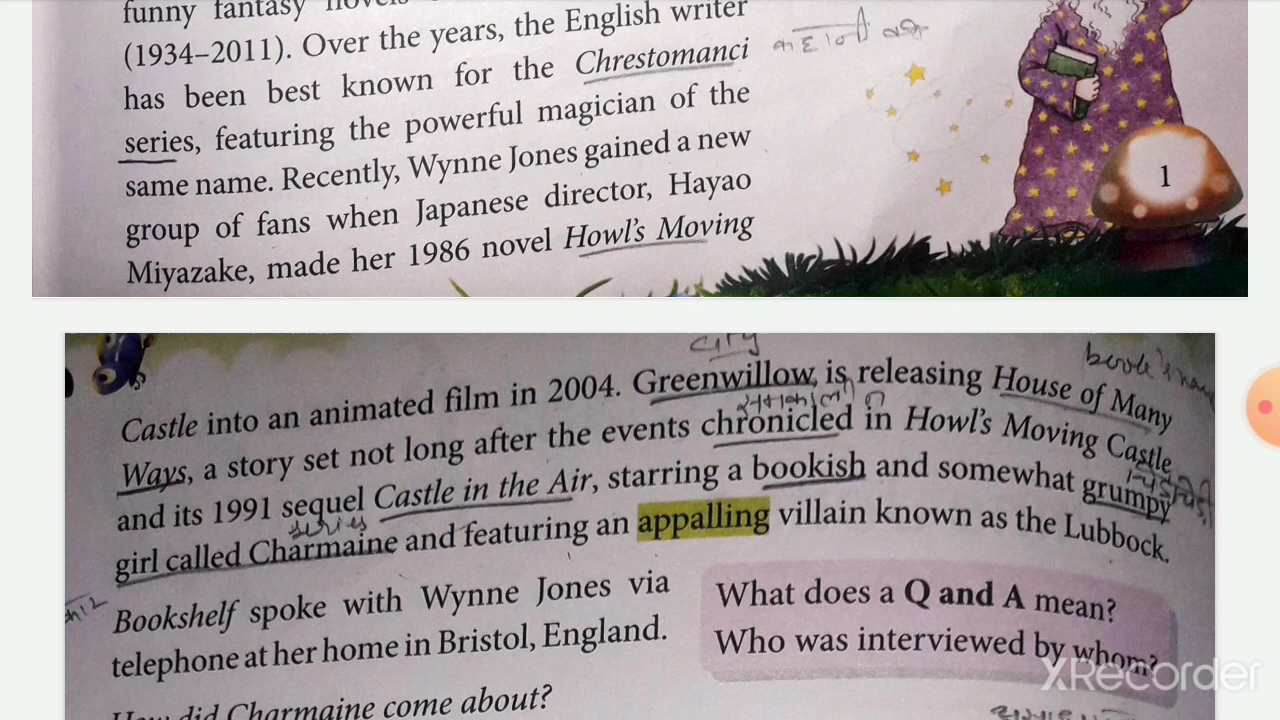 funny fantasy novels
(1934–2011). Over the years, the English writer
has been best known for the Chrestomanci
series, featuring the powerful magician of the
same name. Recently, Wynne Jones gained a new
group of fans when Japanese director, Hayao
Miyazake, made her 1986 novel Howl's Moving
1
city
Castle into an animated film in 2004. Greenwillow is releasing House of Many
Ways, a story set not long after the events chronicled in Howl's Moving Castle
and its 1991 sequel Castle in the Air, starring a bookish and somewhat grumpy
series
girl called Charmaine and featuring an appalling villain known as the Lubbock.
Bookshelf spoke with Wynne Jones via
telephone at her home in Bristol, England.
What does a Q and A mean?
Who was interviewed by whom?
How did Charmaine come about?
XRecorder